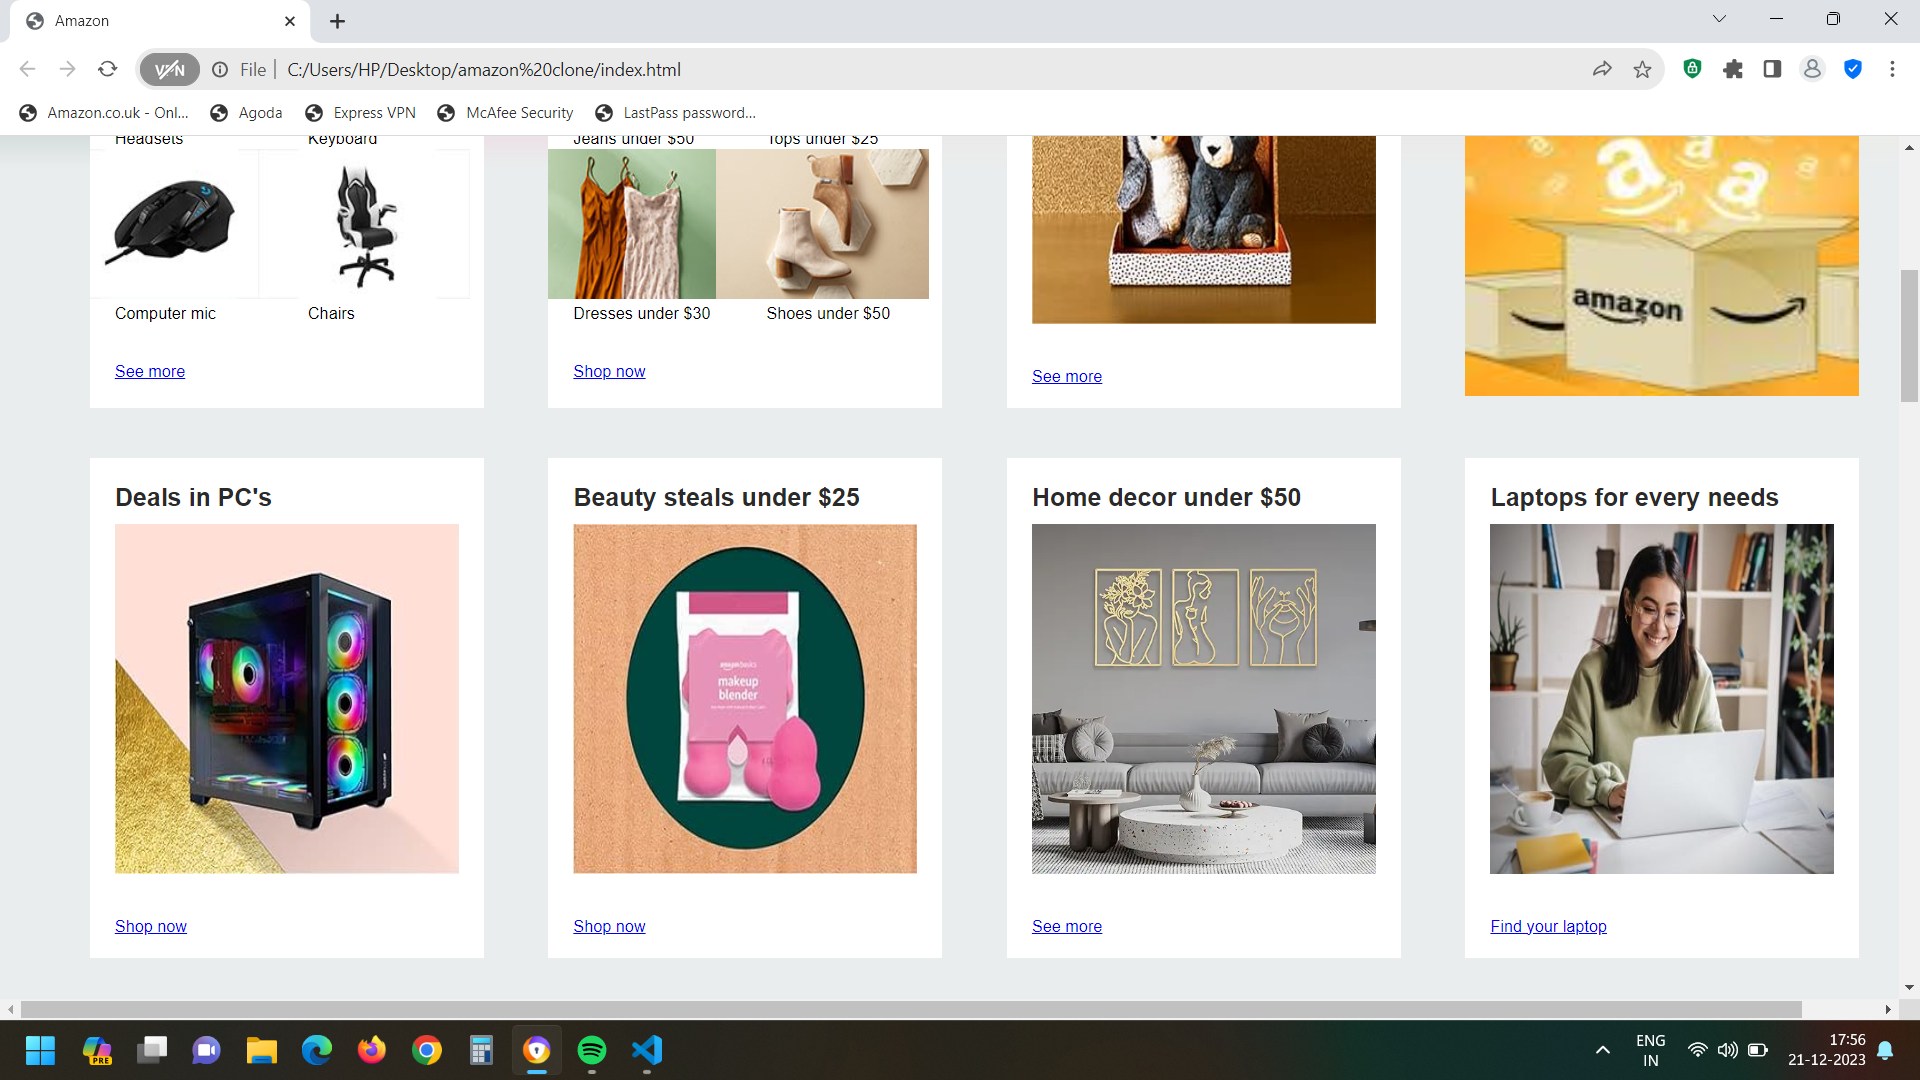 Amazon
VPN
File
C:/Users/HP/Desktop/amazon%20clone/index.html
Amazon.co.uk - Onl...
Agoda
Express VPN
McAfee Security
LastPass password...
Headsets
Keyboard
Jeans under $50
Tops under $25
Computer mic
Chairs
Dresses under $30
Shoes under $50
amazon
See more
Shop now
See more
Deals in PC's
Beauty steals under $25
Home decor under $50
Laptops for every needs
amazon basics
makeup
blender
Shop now
Shop now
See more
Find your laptop
PRE
ENG
IN
17:56
21-12-2023